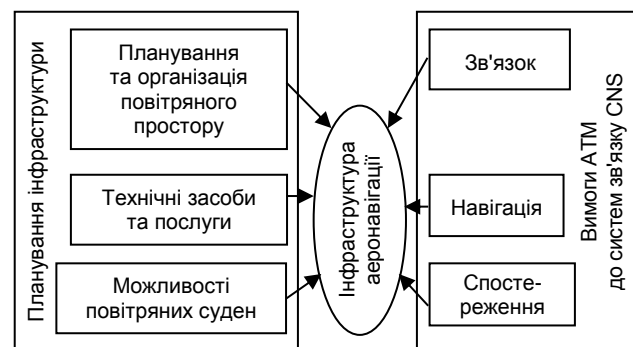 Планування інфраструктури
Планування
та організація
повітряного
простору
Технічні засоби
та послуги
Можливості
повітряних суден
Інфраструктура
аеронавігації
Зв'язок
Навігація
Спосте-
реження
Вимоги АТМ
до систем зв'язку CNS